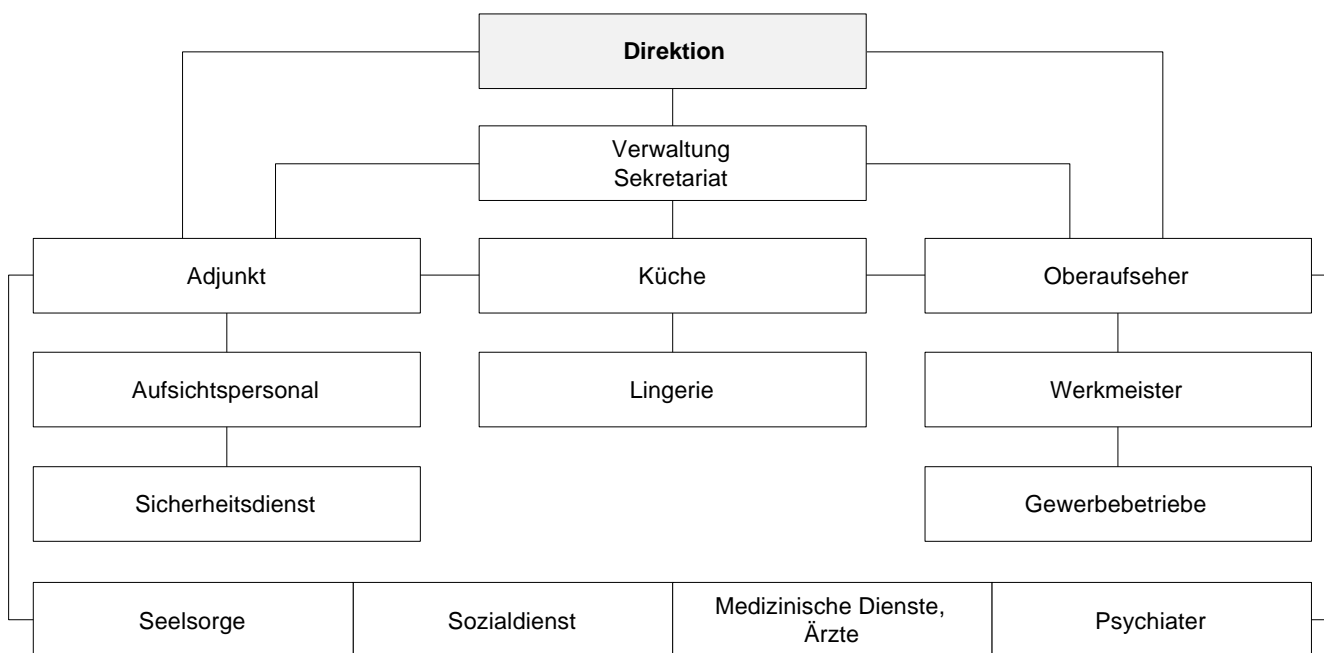 Direktion
Verwaltung
Sekretariat
Adjunkt
Küche
Oberaufseher
Aufsichtspersonal
Lingerie
Werkmeister
Sicherheitsdienst
Gewerbebetriebe
Seelsorge
Sozialdienst
Medizinische Dienste,
Ärzte
Psychiater